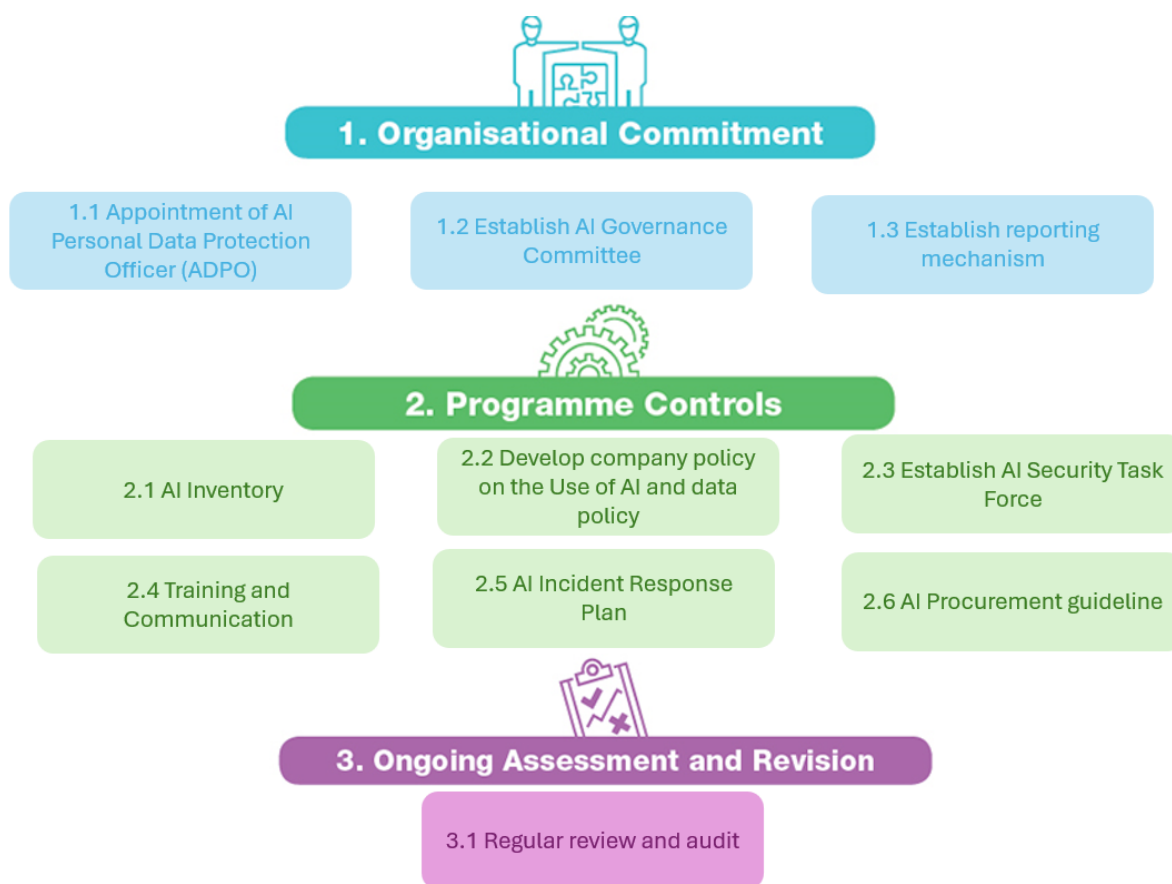 1. Organisational Commitment
1.1 Appointment of AI
Personal Data Protection
Officer (ADPO)
1.2 Establish AI Governance
Committee
1.3 Establish reporting
mechanism
2. Programme Controls
2.1 AI Inventory
2.2 Develop company policy
on the Use of AI and data
policy
2.3 Establish AI Security Task
Force
2.4 Training and
Communication
2.5 AI Incident Response
Plan
2.6 AI Procurement guideline
3. Ongoing Assessment and Revision
3.1 Regular review and audit